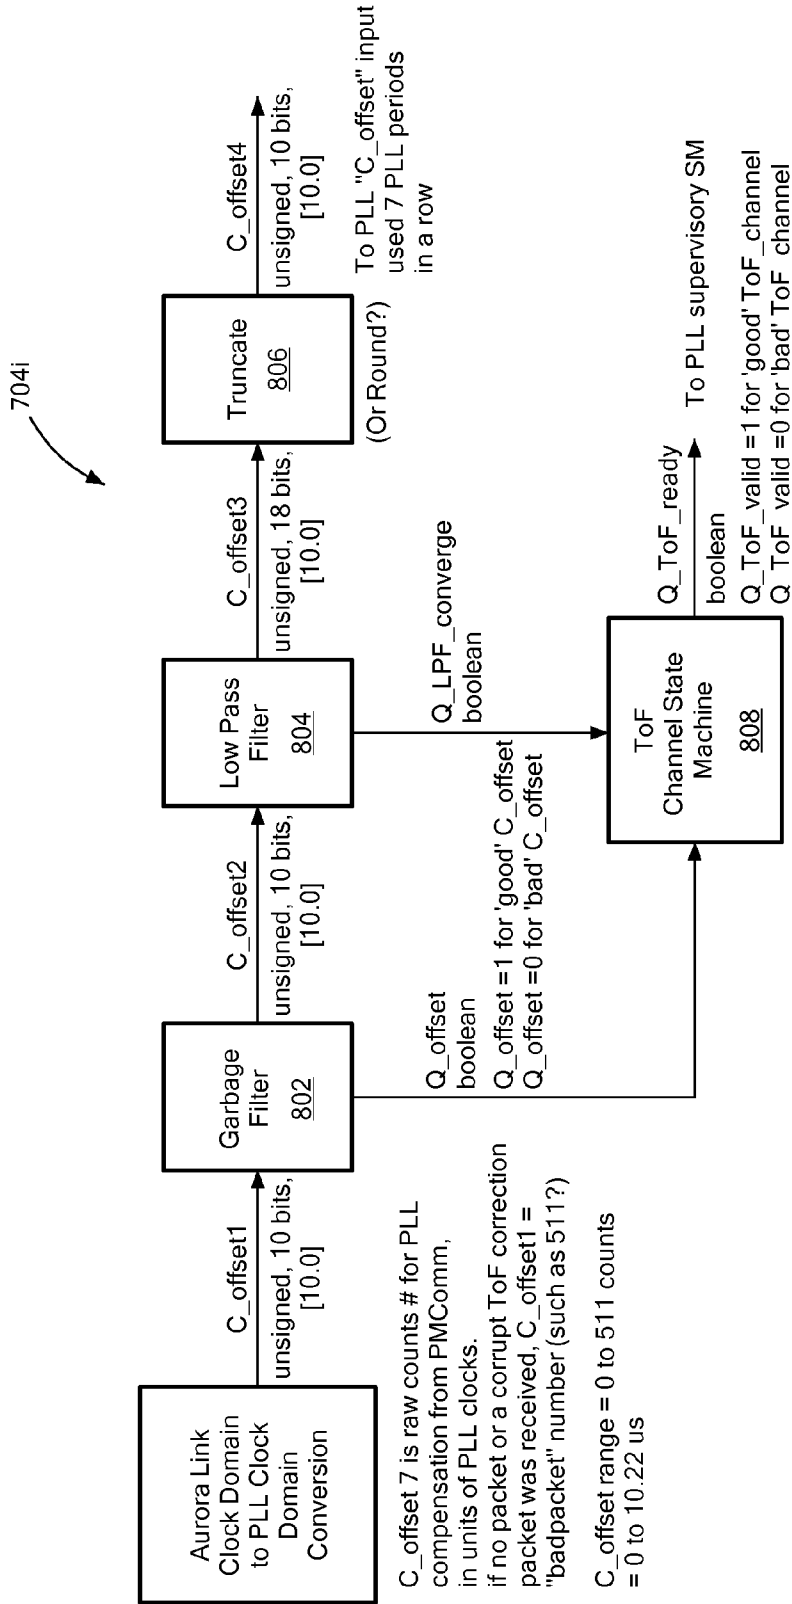 704i
Aurora Link
Clock Domain
to PLL Clock
Domain
Conversion
C_offset1
unsigned, 10 bits,
[10.0]
Garbage
Filter
802
C_offset2
unsigned, 10 bits,
[10.0]
Low Pass
Filter
804
C_offset3
unsigned, 18 bits,
[10.0]
Truncate
806
(Or Round?)
C_offset4
unsigned, 10 bits,
[10.0]
To PLL "C_offset" input
used 7 PLL periods
in a row
C_offset 7 is raw counts # for PLL
compensation from PMComm,
in units of PLL clocks.
if no packet or a corrupt ToF correction
packet was received, C_offset1 =
"badpacket" number (such as 511?)
C_offset range = 0 to 511 counts
= 0 to 10.22 us
Q_offset
boolean
Q_offset =1 for 'good' C_offset
Q_offset =0 for 'bad' C_offset
Q_LPF_converge
boolean
ToF
Channel State
Machine
808
Q_ToF_ready
boolean
To PLL supervisory SM
Q_ToF_valid =1 for 'good' ToF_channel
Q_ToF_valid =0 for 'bad' ToF_channel